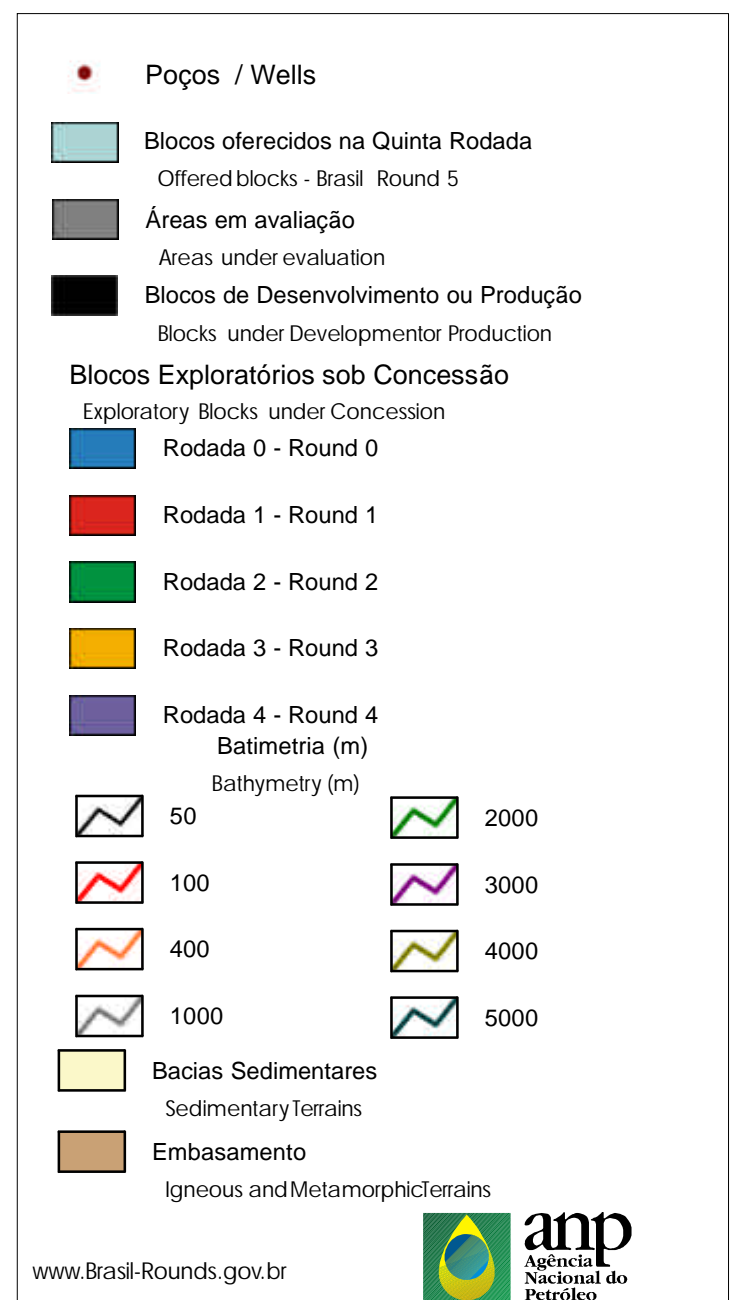 Poços / Wells
Blocos oferecidos na Quinta Rodada
Offered blocks - Brasil Round 5
Áreas em avaliação
Areas under evaluation
Blocos de Desenvolvimento ou Produção
Blocks under Developmentor Production
Blocos Exploratórios sob Concessão
Exploratory Blocks under Concession
Rodada 0 - Round 0
Rodada 1 - Round 1
Rodada 2 - Round 2
Rodada 3 - Round 3
Rodada 4 - Round 4
Batimetria (m)
Bathymetry (m)
50
2000
100
3000
400
4000
1000
5000
Bacias Sedimentares
Sedimentary Terrains
Embasamento
Igneous and MetamorphicTerrains
www.Brasil-Rounds.gov.br
anp
Agência
Nacional do
Petróleo